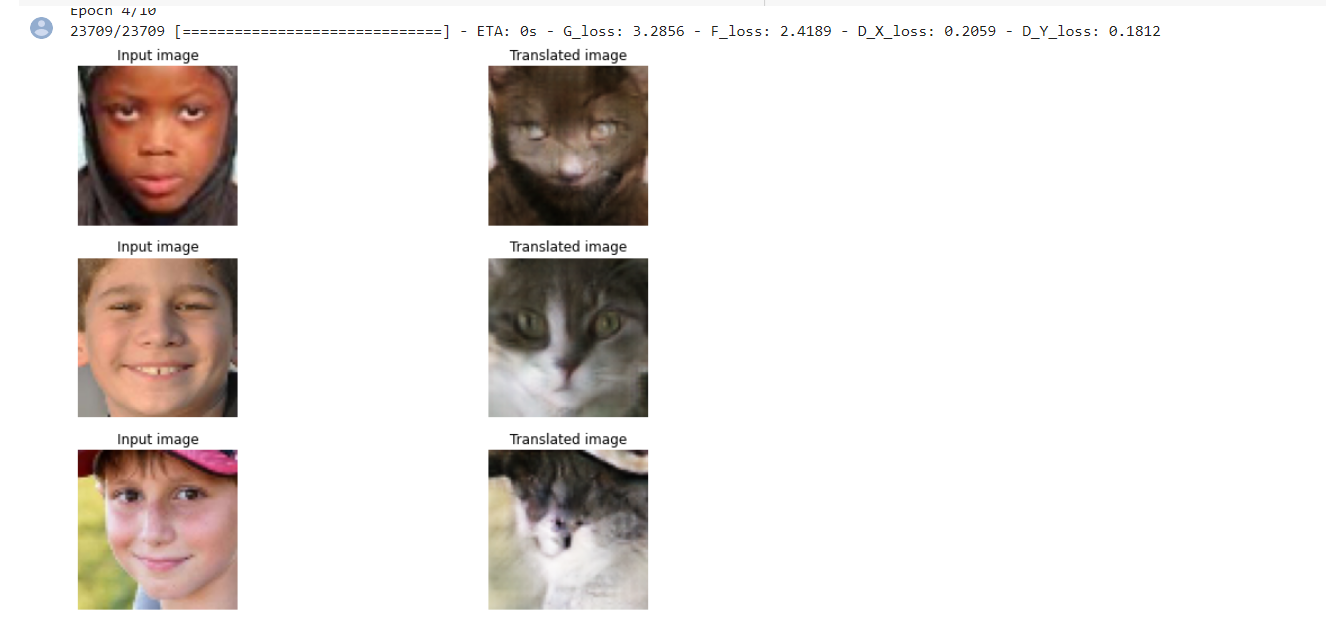 Epoch 4/10
23709/23709 [==============================] - ETA: 0s - G_loss: 3.2856 - F_loss: 2.4189 - D_X_loss: 0.2059 - D_Y_loss: 0.1812
Input image Translated image
Input image Translated image
Input image Translated image